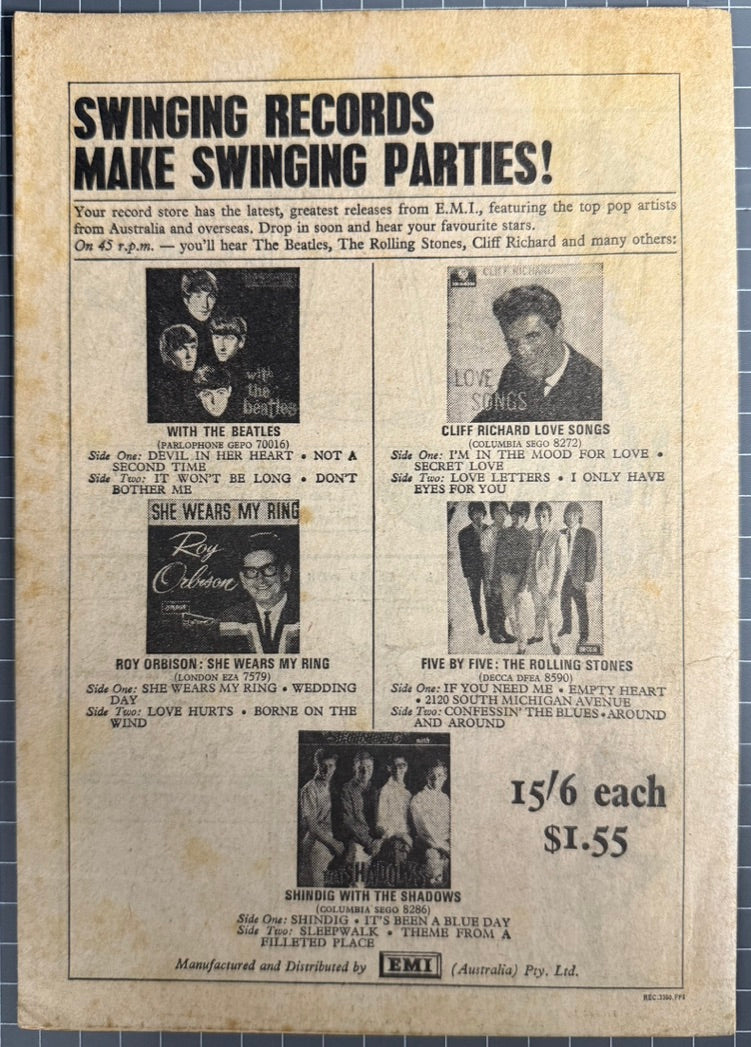 SWINGING RECORDS
MAKE SWINGING PARTIES!
Your record store has the latest, greatest releases from E.M.I., featuring the top pop artists
from Australia and overseas. Drop in soon and hear your favourite stars.
On 45 r.p.m. — you'll hear The Beatles, The Rolling Stones, Cliff Richard and many others:
with
the
beatles
WITH THE BEATLES
(PARLOPHONE GEPO 70016)
Side One: DEVIL IN HER HEART • NOT A
SECOND TIME
Side Two: IT WON'T BE LONG • DON'T
BOTHER ME
CLIFF RICHARD
LOVE
SONGS
CLIFF RICHARD LOVE SONGS
(COLUMBIA SEGO 8272)
Side One: I'M IN THE MOOD FOR LOVE •
SECRET LOVE
Side Two: LOVE LETTERS • I ONLY HAVE
EYES FOR YOU
SHE WEARS MY RING
Roy
Orbison
ROY ORBISON: SHE WEARS MY RING
(LONDON EZA 7579)
Side One: SHE WEARS MY RING • WEDDING
DAY
Side Two: LOVE HURTS • BORNE ON THE
WIND
DECCA
FIVE BY FIVE: THE ROLLING STONES
(DECCA DFEA 8590)
Side One: IF YOU NEED ME • EMPTY HEART
• 2120 SOUTH MICHIGAN AVENUE
Side Two: CONFESSIN' THE BLUES • AROUND
AND AROUND
with
SHADOWS
SHINDIG WITH THE SHADOWS
(COLUMBIA SEGO 8286)
Side One: SHINDIG • IT'S BEEN A BLUE DAY
Side Two: SLEEPWALK • THEME FROM A
FILLETED PLACE
15/6 each
$1.55
Manufactured and Distributed by EMI (Australia) Pty. Ltd.